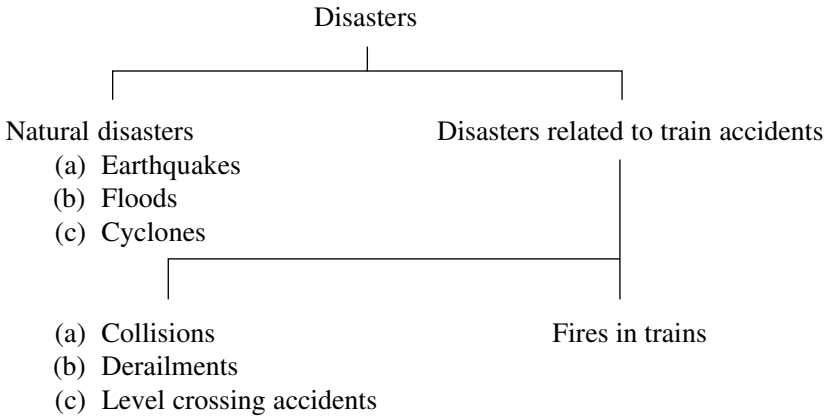 Disasters
Natural disasters
Disasters related to train accidents
(a) Earthquakes
(b) Floods
(c) Cyclones
(a) Collisions
Fires in trains
(b) Derailments
(c) Level crossing accidents